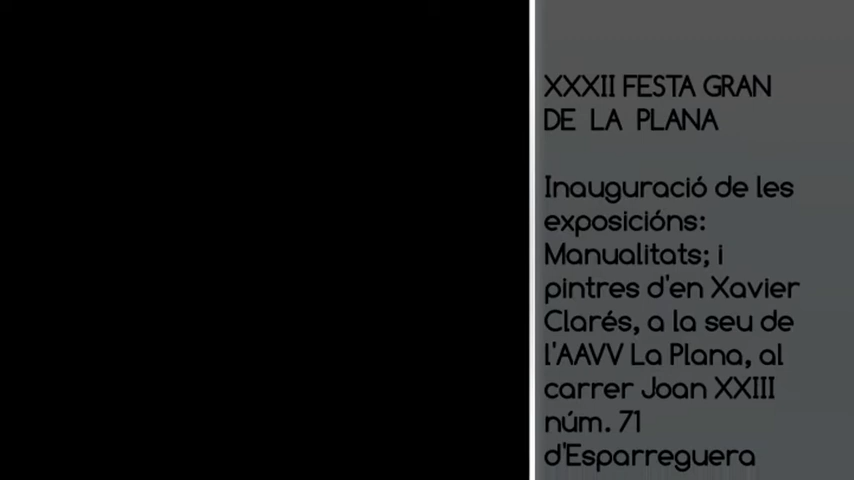 XXXII FESTA GRAN
DE LA PLANA
Inauguració de les
exposicións:
Manualitats; i
pintres d'en Xavier
Clarés, a la seu de
l'AAVV La Plana, al
carrer Joan XXIII
núm. 71
d'Esparreguera